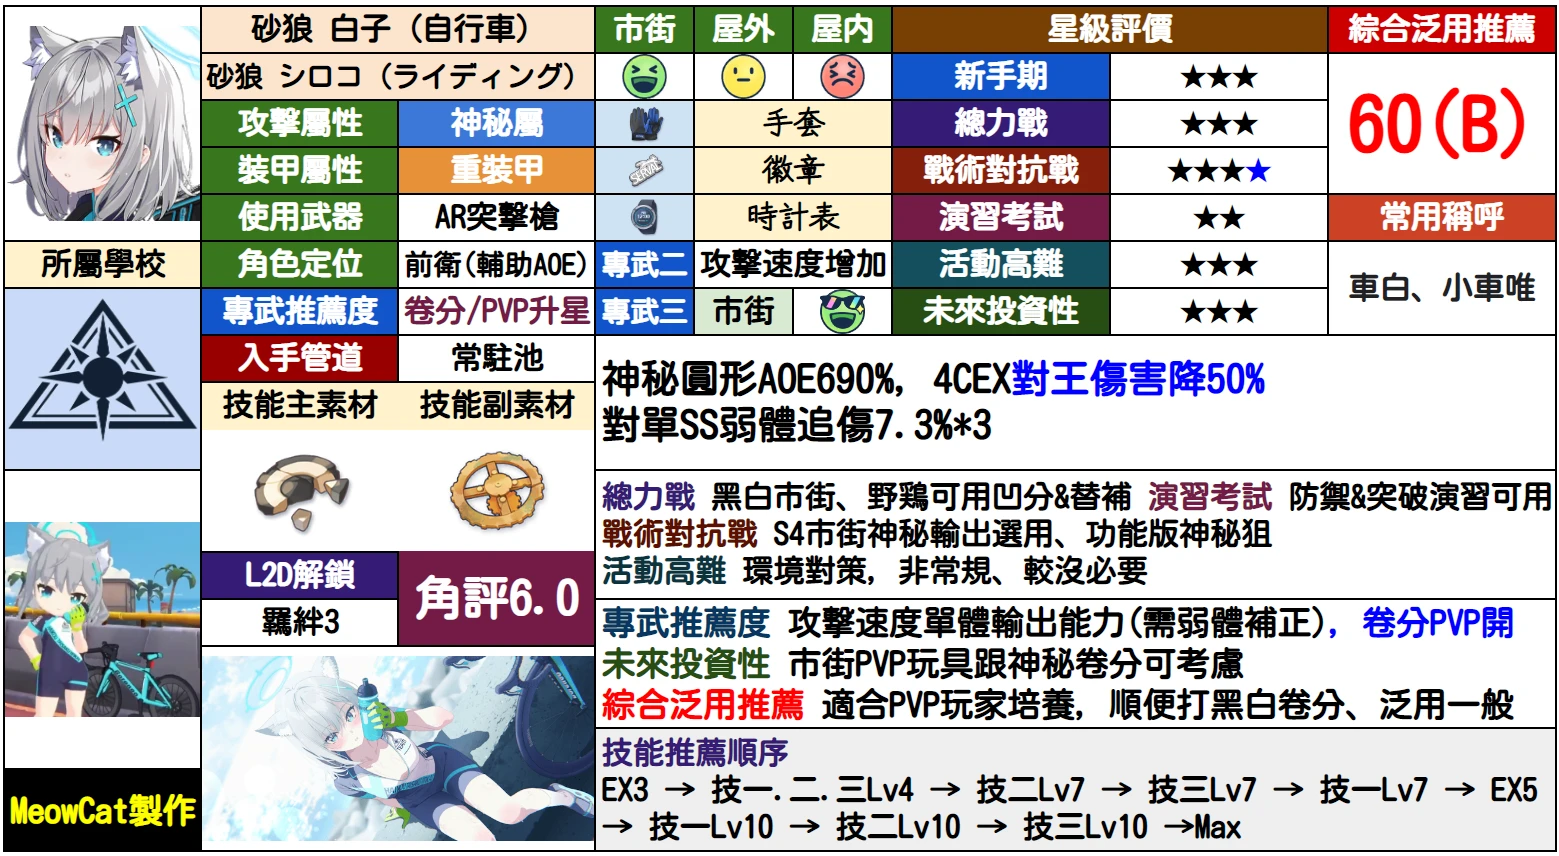 砂狼 白子 (自行車)
市街 屋外 屋内
星級評價
綜合泛用推薦
砂狼 シロコ (ライディング)
新手期 ★★★
60(B)
攻擊屬性 神秘屬
手套
總力戰 ★★★
裝甲屬性 重裝甲
SERVAL
徽章
戰術對抗戰 ★★★★
使用武器 AR突擊槍
時計表
演習考試 ★★
常用稱呼
所屬學校
角色定位 前衛(輔助AOE)
專武二 攻擊速度增加
活動高難 ★★★
車白、小車唯
專武推薦度 卷分/PVP升星
專武三 市街
未來投資性 ★★★
入手管道 常駐池
技能主素材 技能副素材
神秘圓形AOE690%, 4CEX對王傷害降50%
對單SS弱體追傷7.3%*3
總力戰 黑白市街、野鶏可用凹分&替補 演習考試 防禦&突破演習可用
戰術對抗戰 S4市街神秘輸出選用、功能版神秘狙
活動高難 環境對策, 非常規、較沒必要
L2D解鎖
羈絆3
角評6.0
專武推薦度 攻擊速度單體輸出能力(需弱體補正), 卷分PVP開
未來投資性 市街PVP玩具跟神秘卷分可考慮
綜合泛用推薦 適合PVP玩家培養, 順便打黑白卷分、泛用一般
技能推薦順序
EX3 → 技一.二.三Lv4 → 技二Lv7 → 技三Lv7 → 技一Lv7 → EX5
→ 技一Lv10 → 技二Lv10 → 技三Lv10 →Max
MeowCat製作